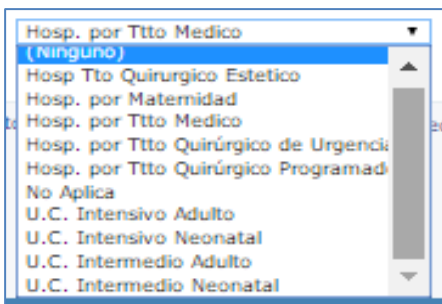 Hosp. por Ttto Medico
(Ninguno)
Hosp Tto Quirurgico Estetico
Hosp. por Maternidad
Hosp. por Ttto Medico
Hosp. por Ttto Quirúrgico de Urgencia
Hosp. por Ttto Quirúrgico Programad
No Aplica
U.C. Intensivo Adulto
U.C. Intensivo Neonatal
U.C. Intermedio Adulto
U.C. Intermedio Neonatal